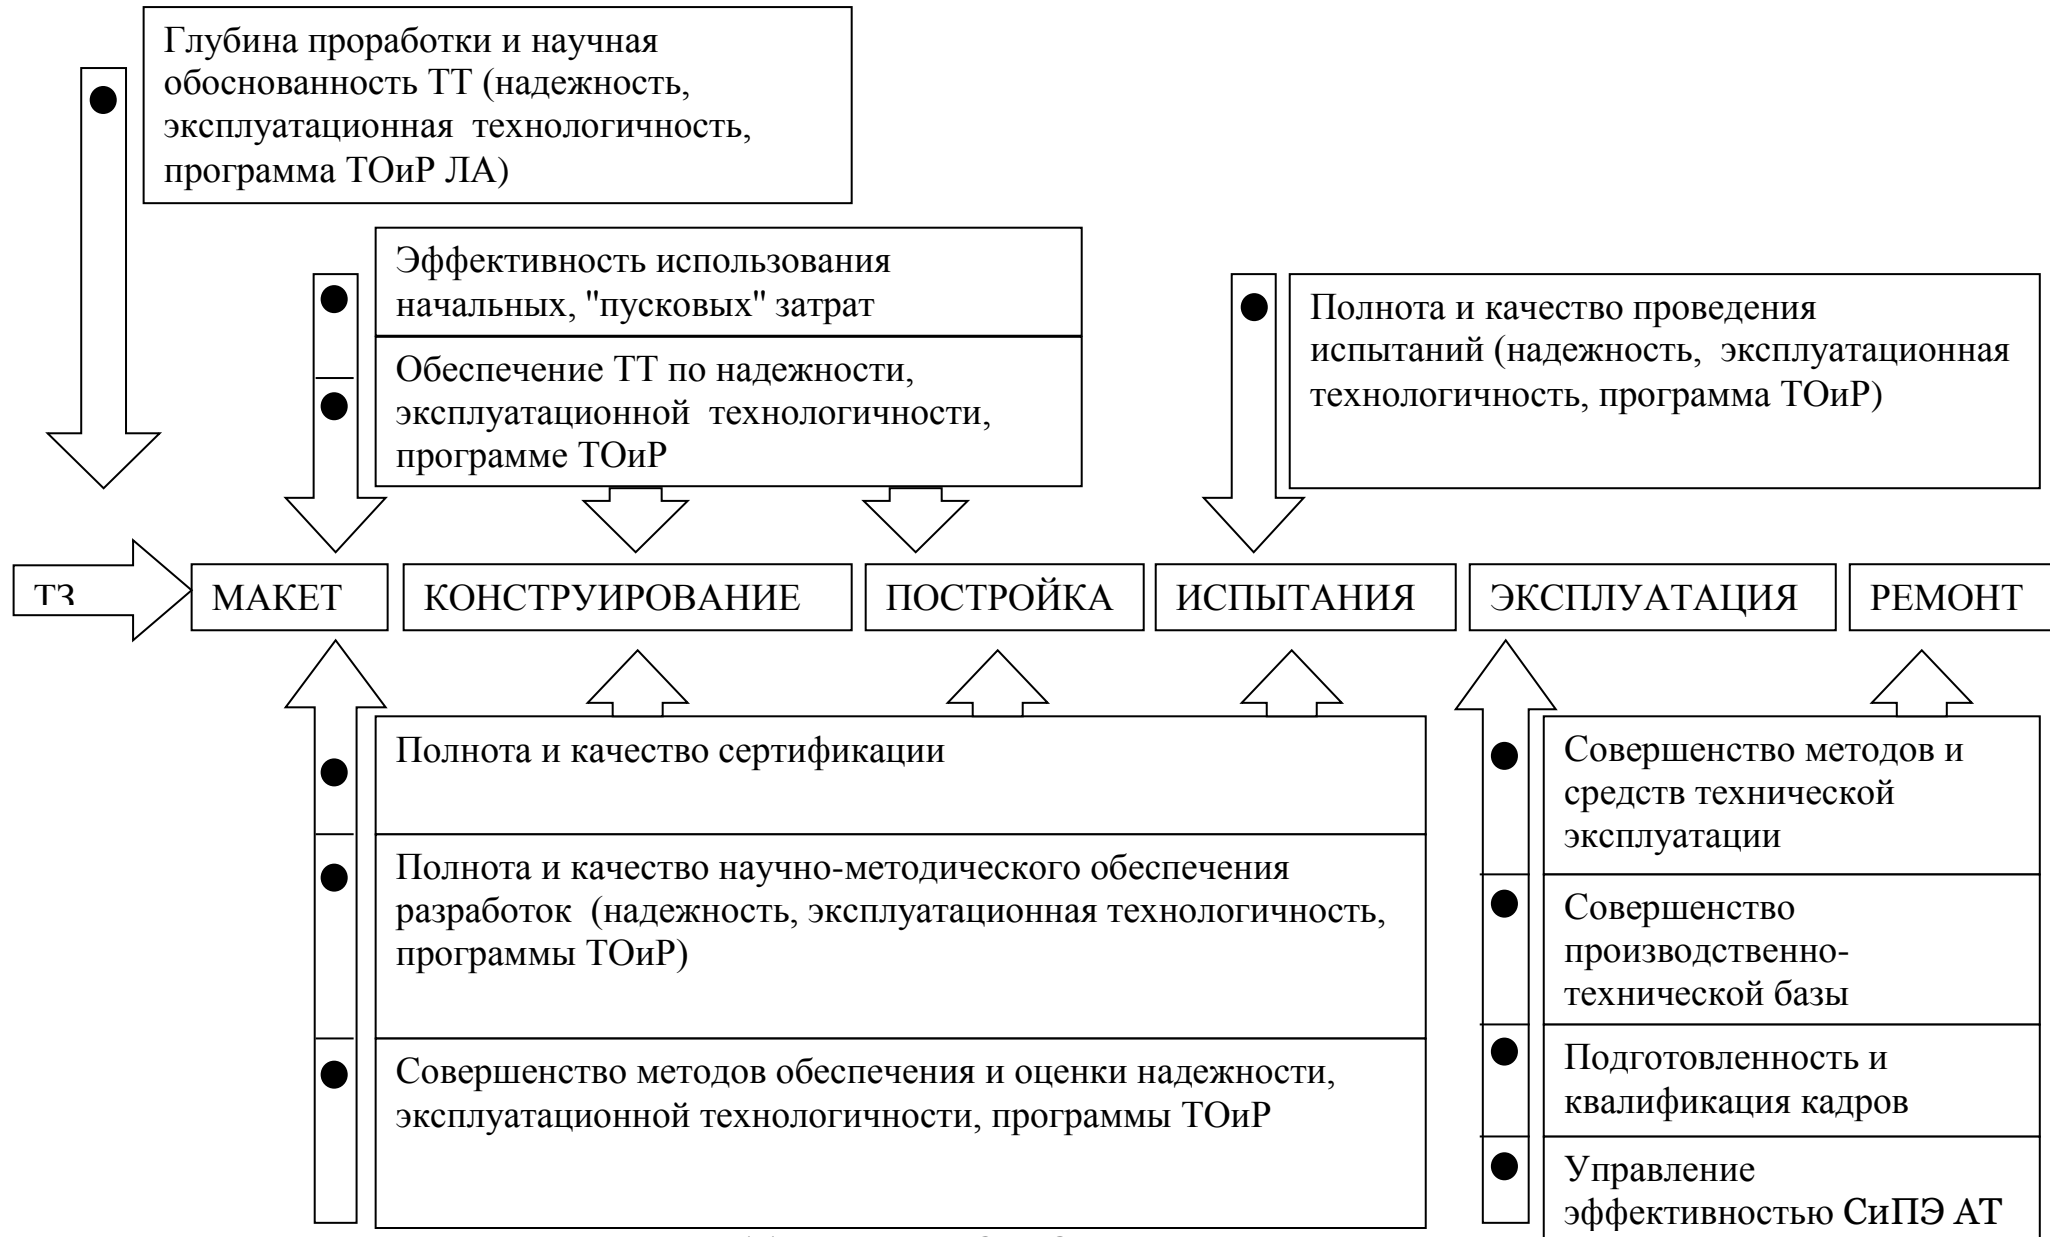 Глубина проработки и научная
обоснованность ТТ (надежность,
эксплуатационная технологичность,
программа ТОиР ЛА)
Эффективность использования
начальных, "пусковых" затрат
Обеспечение ТТ по надежности,
эксплуатационной технологичности,
программе ТОиР
Полнота и качество проведения
испытаний (надежность, эксплуатационная
технологичность, программа ТОиР)
ТЗ
МАКЕТ
КОНСТРУИРОВАНИЕ
ПОСТРОЙКА
ИСПЫТАНИЯ
ЭКСПЛУАТАЦИЯ
РЕМОНТ
Полнота и качество сертификации
Полнота и качество научно-методического обеспечения
разработок (надежность, эксплуатационная технологичность,
программы ТОиР)
Совершенство методов обеспечения и оценки надежности,
эксплуатационной технологичности, программы ТОиР
Совершенство методов и
средств технической
эксплуатации
Совершенство
производственно-
технической базы
Подготовленность и
квалификация кадров
Управление
эффективностью СиПЭ АТ